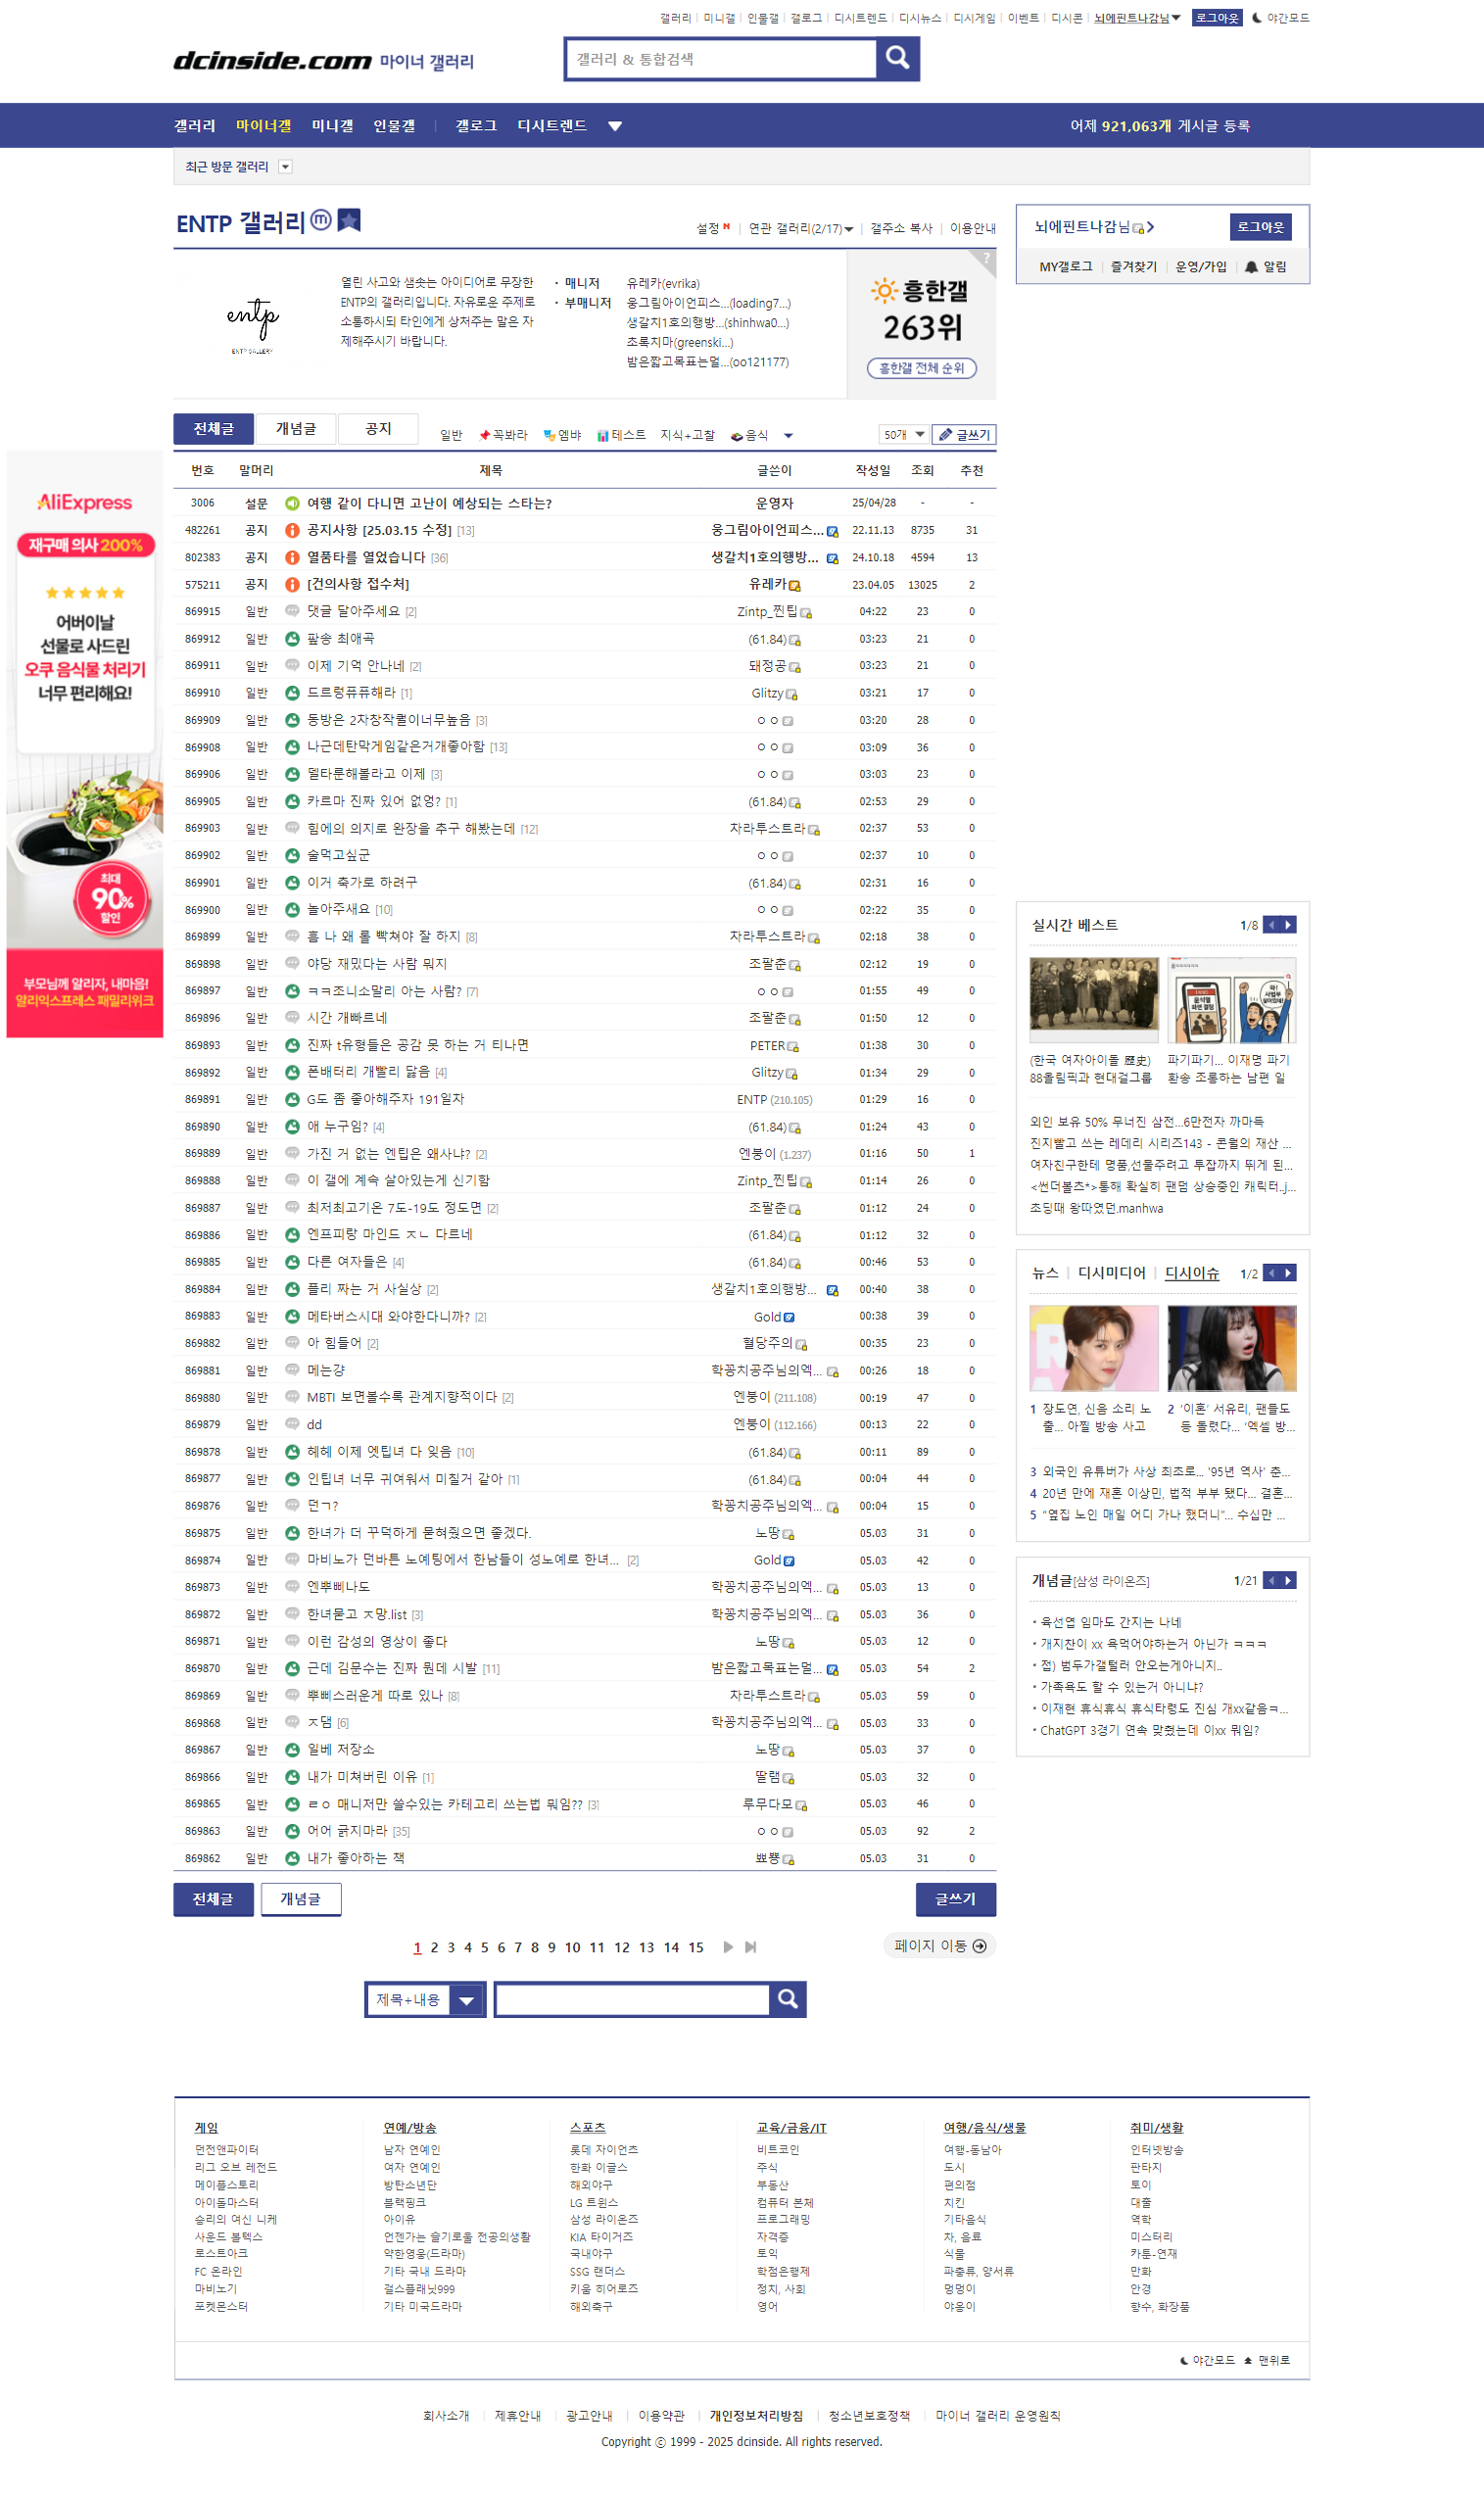 갤러리 | 미니갤 | 인물갤 | 갤로그 | 디시트렌드 | 디시뉴스 | 디시게임 | 이벤트 | 디시콘 | 뇌에핀트나감님 로그아웃 야간모드
dcinside.com 마이너 갤러리
갤러리 & 통합검색
갤러리 마이너갤 미니갤 인물갤 | 갤로그 디시트렌드
어제 921,063개 게시글 등록
최근 방문 갤러리
ENTP 갤러리
설정 N | 연관 갤러리(2/17) | 갤주소 복사 | 이용안내
열린 사고와 샘솟는 아이디어로 무장한
ENTP의 갤러리입니다. 자유로운 주제로
소통하시되 타인에게 상처주는 말은 자
제해주시기 바랍니다.
entp
ENTP GALLERY
· 매니저 유레카(evrika)
· 부매니저 웅그림아이언피스...(loading7...)
생갈치1호의행방...(shinhwa0...)
초록치마(greenski...)
밤은짧고목표는멀...(oo121177)
?
흥한갤
263위
흥한갤 전체 순위
뇌에핀트나감님
로그아웃
MY갤로그 | 즐겨찾기 | 운영/가입 | 알림
전체글 개념글 공지
일반 꼭봐라 엠뱌 테스트 지식+고찰 음식
50개 글쓰기
번호 말머리 제목 글쓴이 작성일 조회 추천
3006 설문 여행 같이 다니면 고난이 예상되는 스타는? 운영자 25/04/28 - -
482261 공지 공지사항 [25.03.15 수정] [13] 웅그림아이언피스... 22.11.13 8735 31
802383 공지 열품타를 열었습니다 [36] 생갈치1호의행방... 24.10.18 4594 13
575211 공지 [건의사항 접수처] 유레카 23.04.05 13025 2
869915 일반 댓글 달아주세요 [2] Zintp_찐팁 04:22 23 0
869912 일반 팦송 최애곡 (61.84) 03:23 21 0
869911 일반 이제 기억 안나네 [2] 돼정공 03:23 21 0
869910 일반 드르렁퓨퓨해라 [1] Glitzy 03:21 17 0
869909 일반 동방은 2차창작퀄이너무높음 [3] ㅇㅇ 03:20 28 0
869908 일반 나근데탄막게임같은거개좋아함 [13] ㅇㅇ 03:09 36 0
869906 일반 델타룬해볼라고 이제 [3] ㅇㅇ 03:03 23 0
869905 일반 카르마 진짜 있어 없엉? [1] (61.84) 02:53 29 0
869903 일반 힘에의 의지로 완장을 추구 해봤는데 [12] 차라투스트라 02:37 53 0
869902 일반 술먹고싶군 ㅇㅇ 02:37 10 0
869901 일반 이거 축가로 하려구 (61.84) 02:31 16 0
869900 일반 놀아주새요 [10] ㅇㅇ 02:22 35 0
869899 일반 흠 나 왜 롤 빡쳐야 잘 하지 [8] 차라투스트라 02:18 38 0
869898 일반 야당 재밌다는 사람 뭐지 조팔춘 02:12 19 0
869897 일반 ㅋㅋ조니소말리 아는 사람? [7] ㅇㅇ 01:55 49 0
869896 일반 시간 개빠르네 조팔춘 01:50 12 0
869893 일반 진짜 t유형들은 공감 못 하는 거 티나면 PETER 01:38 30 0
869892 일반 폰배터리 개빨리 닳음 [4] Glitzy 01:34 29 0
869891 일반 G도 좀 좋아해주자 191일자 ENTP (210.105) 01:29 16 0
869890 일반 애 누구임? [4] (61.84) 01:24 43 0
869889 일반 가진 거 없는 엔팁은 왜사냐? [2] 엔붕이 (1.237) 01:16 50 1
869888 일반 이 갤에 계속 살아있는게 신기함 Zintp_찐팁 01:14 26 0
869887 일반 최저최고기온 7도-19도 정도면 [2] 조팔춘 01:12 24 0
869886 일반 엔프피랑 마인드 ㅈㄴ 다르네 (61.84) 01:12 32 0
869885 일반 다른 여자들은 [4] (61.84) 00:46 53 0
869884 일반 플리 짜는 거 사실상 [2] 생갈치1호의행방... 00:40 38 0
869883 일반 메타버스시대 와야한다니까? [2] Gold 00:38 39 0
869882 일반 아 힘들어 [2] 혈당주의 00:35 23 0
869881 일반 메는걍 학꽁치공주님의엑... 00:26 18 0
869880 일반 MBTI 보면볼수록 관계지향적이다 [2] 엔붕이 (211.108) 00:19 47 0
869879 일반 dd 엔붕이 (112.166) 00:13 22 0
869878 일반 헤헤 이제 엣팁녀 다 잊음 [10] (61.84) 00:11 89 0
869877 일반 인팁녀 너무 귀여워서 미칠거 같아 [1] (61.84) 00:04 44 0
869876 일반 던ㄱ? 학꽁치공주님의엑... 00:04 15 0
869875 일반 한녀가 더 꾸덕하게 묻혀줬으면 좋겠다. 노땅 05.03 31 0
869874 일반 마비노가 던바튼 노예팅에서 한남들이 성노예로 한녀... [2] Gold 05.03 42 0
869873 일반 엔뿌삐나도 학꽁치공주님의엑... 05.03 13 0
869872 일반 한녀묻고 ㅈ망.list [3] 학꽁치공주님의엑... 05.03 36 0
869871 일반 이런 감성의 영상이 좋다 노땅 05.03 12 0
869870 일반 근데 김문수는 진짜 뭔데 시발 [11] 밤은짧고목표는멀... 05.03 54 2
869869 일반 뿌삐스러운게 따로 있나 [8] 차라투스트라 05.03 59 0
869868 일반 ㅈ댐 [6] 학꽁치공주님의엑... 05.03 33 0
869867 일반 일베 저장소 노땅 05.03 37 0
869866 일반 내가 미쳐버린 이유 [1] 딸램 05.03 32 0
869865 일반 ㄹㅇ 매니저만 쓸수있는 카테고리 쓰는법 뭐임?? [3] 루무다모 05.03 46 0
869863 일반 어어 긁지마라 [35] ㅇㅇ 05.03 92 2
869862 일반 내가 좋아하는 책 05.03 31 0
전체글 개념글 글쓰기
1 2 3 4 5 6 7 8 9 10 11 12 13 14 15
페이지 이동
제목+내용
AliExpress
재구매 의사 200%
어버이날
선물로 사드린
오쿠 음식물 처리기
너무 편리해요!
최대
90%
할인
부모님께 알리자, 내마음!
알리익스프레스 패밀리위크
실시간 베스트 1/8
(한국 여자아이돌 歷史)
88올림픽과 현대걸그룹
파기파기... 이재명 파기
환송 조롱하는 남편 일
외인 보유 50% 무너진 삼전...6만전자 까마득
진지빨고 쓰는 레데리 시리즈143 - 콘월의 재산 ...
여자친구한테 명품,선물주려고 투잡까지 뛰게 된...
<썬더볼츠*>통해 확실히 팬덤 상승중인 캐릭터..j...
초딩때 왕따였던.manhwa
뉴스 | 디시미디어 | 디시이슈 1/2
1 장도연, 신음 소리 노
출... 아찔 방송 사고
2 '이혼' 서유리, 팬들도
등 돌렸다... '엑셀 방...
3 외국인 유튜버가 사상 최초로... '95년 역사' 춘...
4 20년 만에 재혼 이상민, 법적 부부 됐다... 결혼...
5 "옆집 노인 매일 어디 가나 했더니"... 수십만 ...
개념글[삼성 라이온즈] 1/21
· 육선엽 임마도 간지는 나네
· 개지찬이 xx 욕먹어야하는거 아닌가 ㅋㅋㅋ
· 접) 범두가갤털러 안오는게아니지..
· 가족욕도 할 수 있는거 아니냐?
· 이재현 휴식휴식 휴식타령도 진심 개xx같음ㅋ...
· ChatGPT 3경기 연속 맞췄는데 이xx 뭐임?
게임
던전앤파이터
리그 오브 레전드
메이플스토리
아이돌마스터
승리의 여신 니케
사운드 볼텍스
로스트아크
FC 온라인
마비노기
포켓몬스터
연예/방송
남자 연예인
여자 연예인
방탄소년단
블랙핑크
아이유
언젠가는 슬기로울 전공의생활
약한영웅(드라마)
기타 국내 드라마
걸스플래닛999
기타 미국드라마
스포츠
롯데 자이언츠
한화 이글스
해외야구
LG 트윈스
삼성 라이온즈
KIA 타이거즈
국내야구
SSG 랜더스
키움 히어로즈
해외축구
교육/금융/IT
비트코인
주식
부동산
컴퓨터 본체
프로그래밍
자격증
토익
학점은행제
정치, 사회
영어
여행/음식/생물
여행-동남아
도시
편의점
치킨
기타음식
차, 음료
식물
파충류, 양서류
멍멍이
야옹이
취미/생활
인터넷방송
판타지
토이
대출
역학
미스터리
카툰-연재
만화
안경
향수, 화장품
야간모드 맨위로
회사소개 | 제휴안내 | 광고안내 | 이용약관 | 개인정보처리방침 | 청소년보호정책 | 마이너 갤러리 운영원칙
Copyright ⓒ 1999 - 2025 dcinside. All rights reserved.